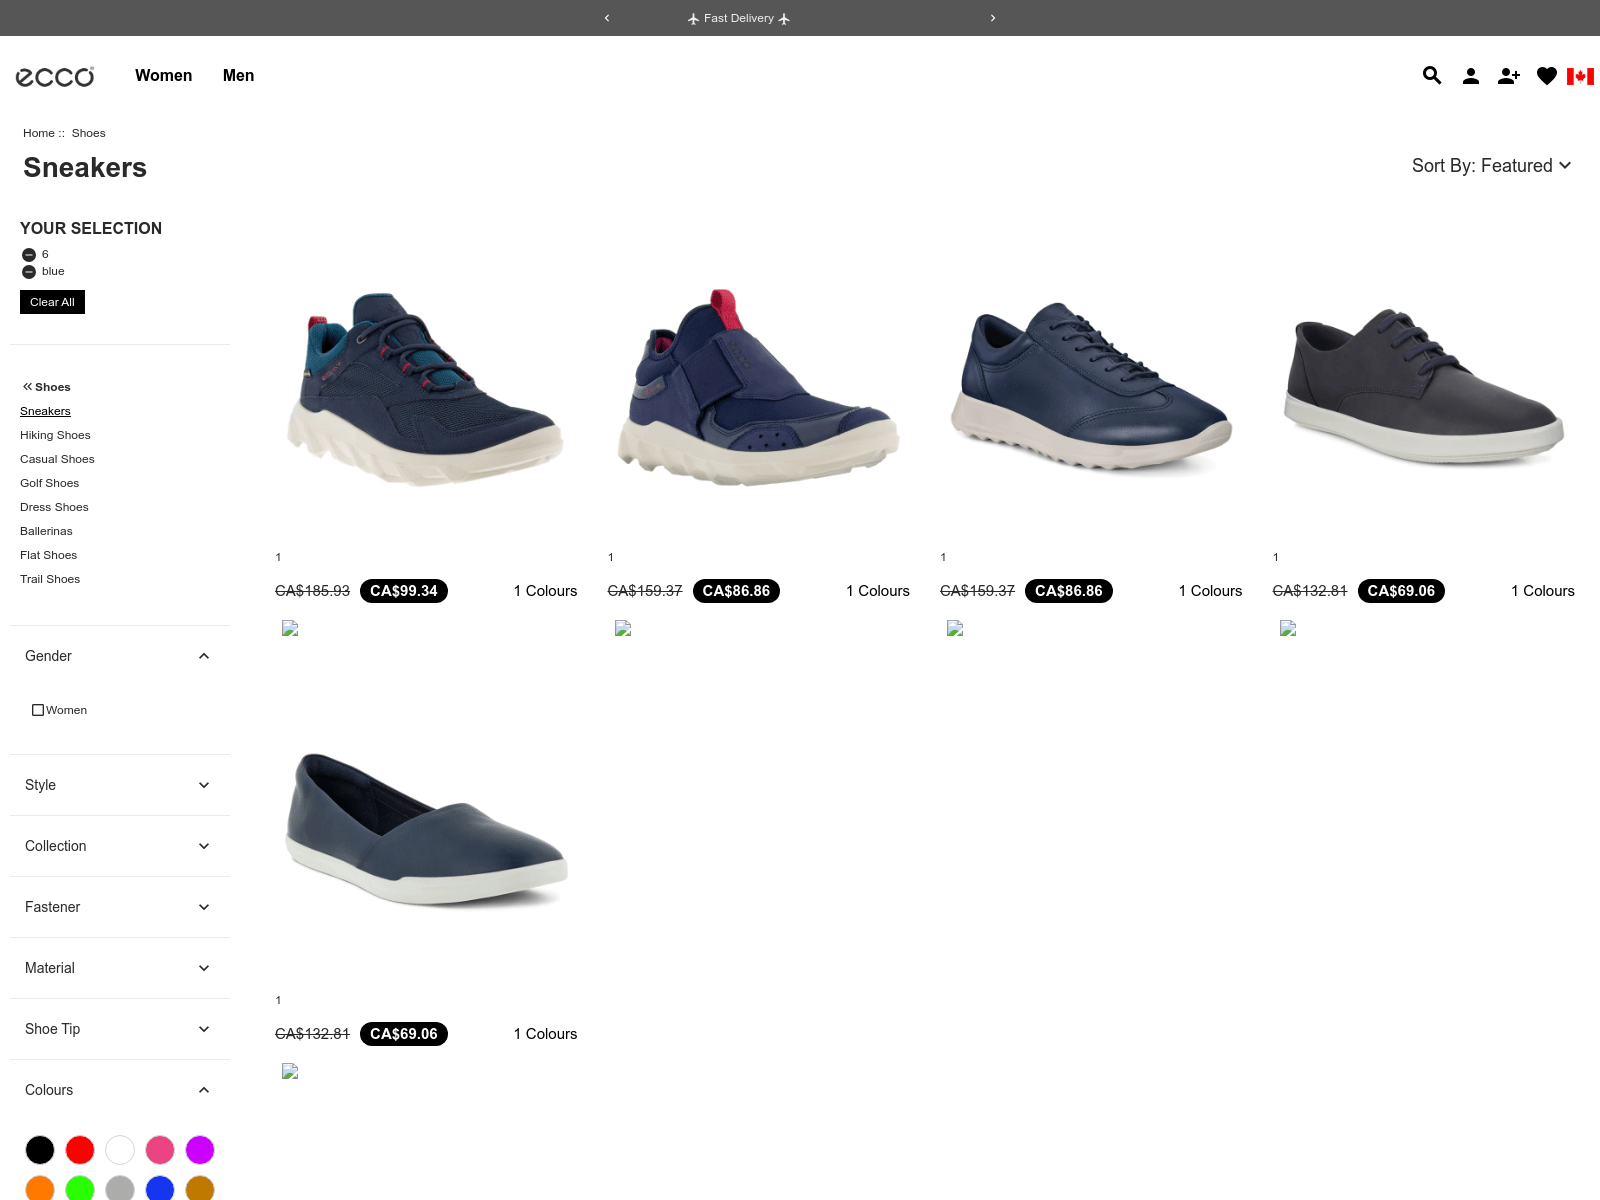 Fast Delivery
ecco
Women
Men
Home :: Shoes
Sneakers
Sort By: Featured
YOUR SELECTION
6
blue
Clear All
Shoes
Sneakers
Hiking Shoes
Casual Shoes
Golf Shoes
Dress Shoes
Ballerinas
Flat Shoes
Trail Shoes
Gender
Women
Style
Collection
Fastener
Material
Shoe Tip
Colours
1
CA$185.93 CA$99.34 1 Colours
1
CA$159.37 CA$86.86 1 Colours
1
CA$159.37 CA$86.86 1 Colours
1
CA$132.81 CA$69.06 1 Colours
1
CA$132.81 CA$69.06 1 Colours